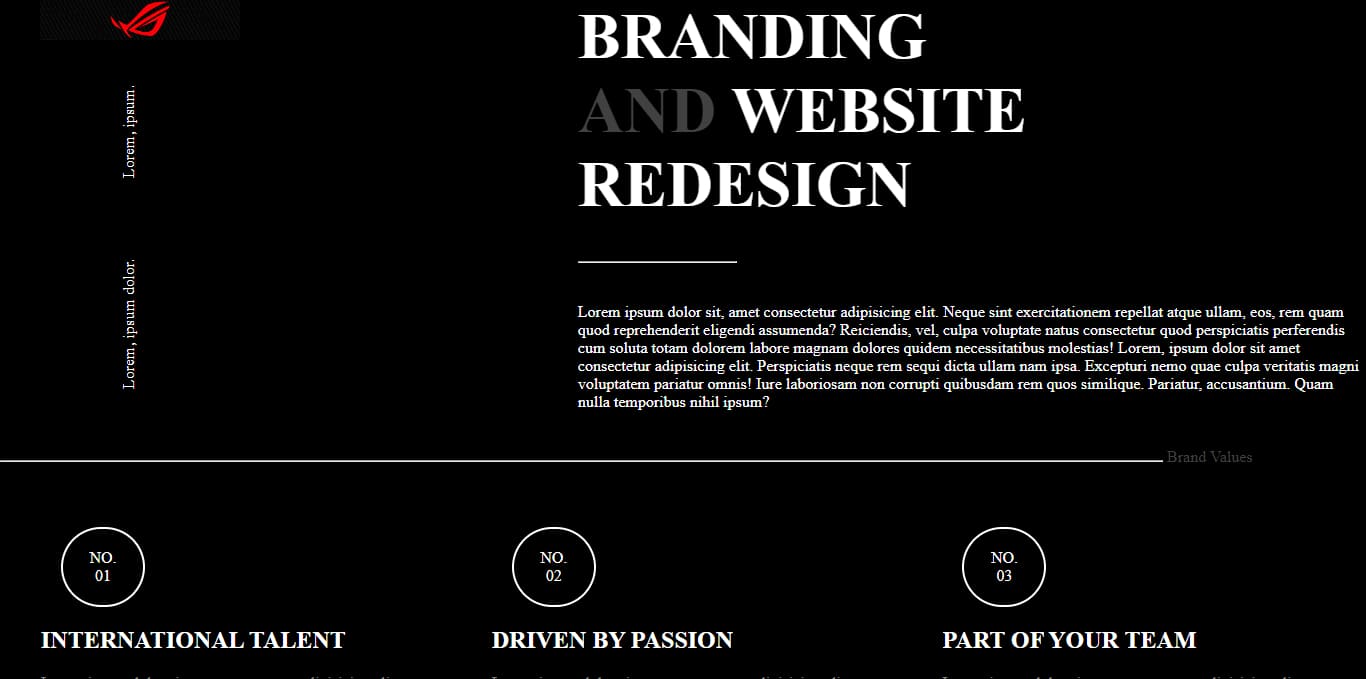 BRANDING
AND WEBSITE
REDESIGN
Lorem, ipsum.
Lorem, ipsum dolor.
Lorem ipsum dolor sit, amet consectetur adipisicing elit. Neque sint exercitationem repellat atque ullam, eos, rem quam
quod reprehenderit eligendi assumenda? Reiciendis, vel, culpa voluptate natus consectetur quod perspiciatis perferendis
cum soluta totam dolorem labore magnam dolores quidem necessitatibus molestias! Lorem, ipsum dolor sit amet
consectetur adipisicing elit. Perspiciatis neque rem sequi dicta ullam nam ipsa. Excepturi nemo quae culpa veritatis magni
voluptatem pariatur omnis! Iure laboriosam non corrupti quibusdam rem quos similique. Pariatur, accusantium. Quam
nulla temporibus nihil ipsum?
Brand Values
NO.
01
NO.
02
NO.
03
INTERNATIONAL TALENT
DRIVEN BY PASSION
PART OF YOUR TEAM